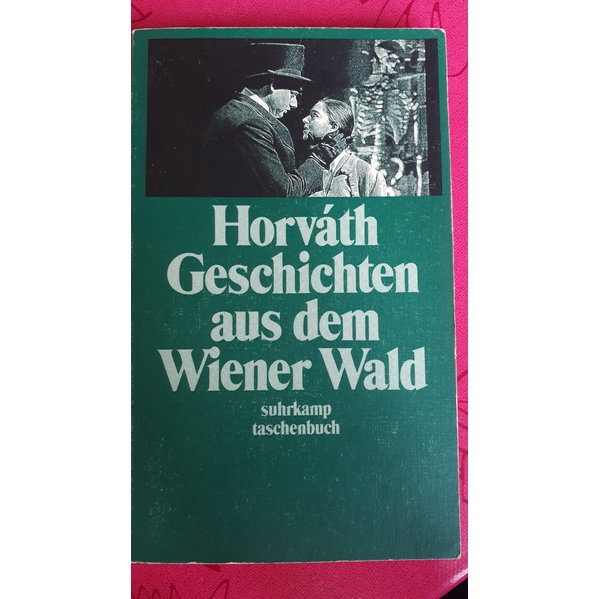 Horváth
Geschichten
aus dem
Wiener Wald
suhrkamp
taschenbuch